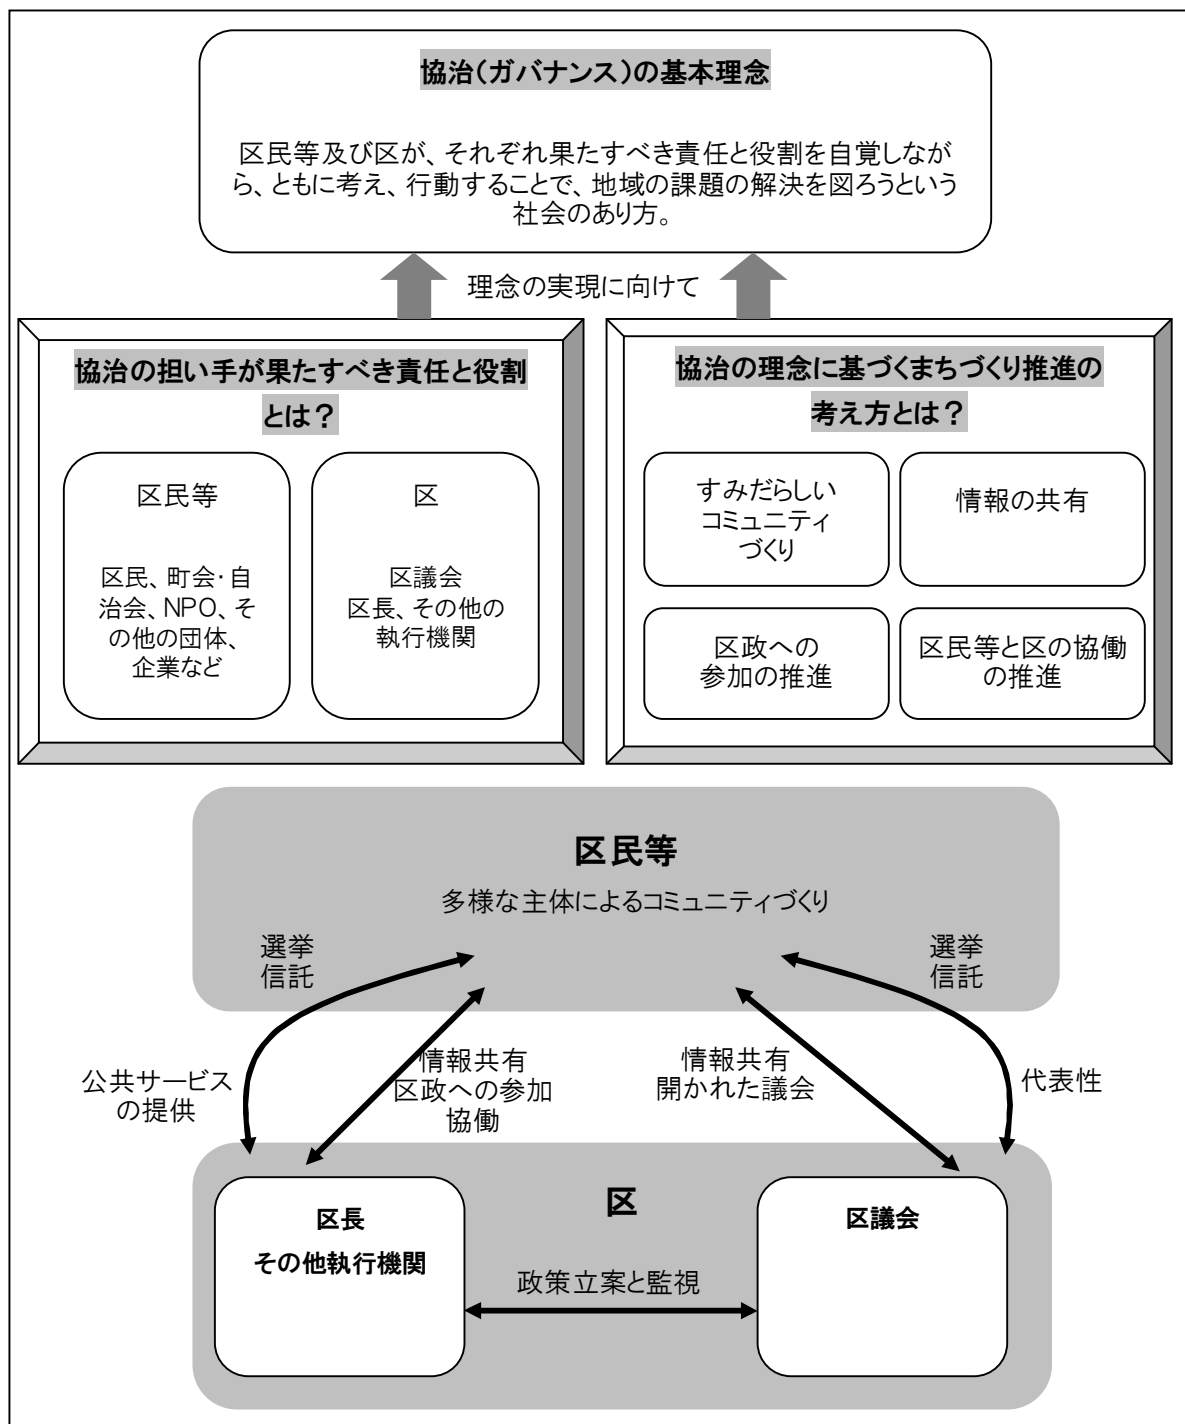 協治(ガバナンス)の基本理念
区民等及び区が、それぞれ果たすべき責任と役割を自覚しなが
ら、ともに考え、行動することで、地域の課題の解決を図ろうという
社会のあり方。
理念の実現に向けて
協治の担い手が果たすべき責任と役割
とは?
区民等
区民、町会・自
治会、NPO、そ
の他の団体、
企業など
区
区議会
区長、その他の
執行機関
協治の理念に基づくまちづくり推進の
考え方とは?
すみだらしい
コミュニティ
づくり
情報の共有
区政への
参加の推進
区民等と区の協働
の推進
区民等
多様な主体によるコミュニティづくり
選挙
信託
選挙
信託
公共サービス
の提供
情報共有
区政への参加
協働
情報共有
開かれた議会
代表性
区
区長
その他執行機関
区議会
政策立案と監視